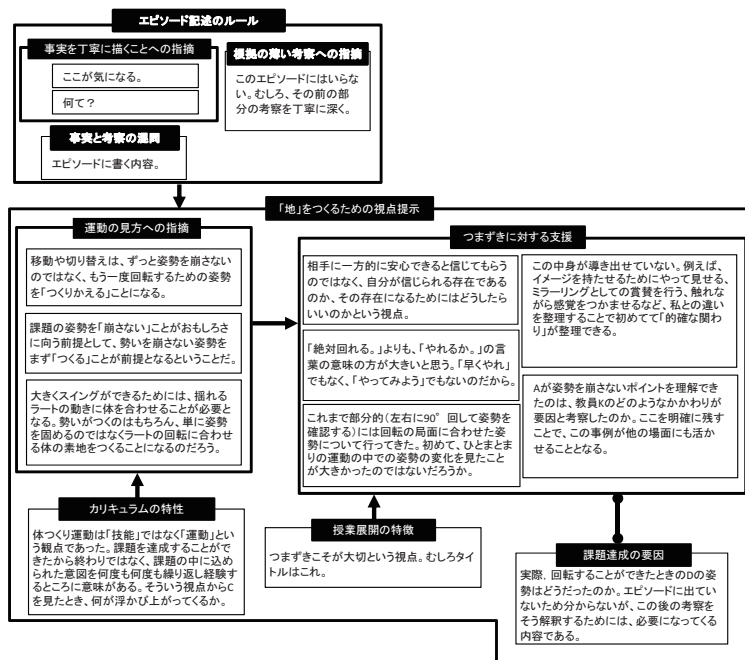 エピソード記述のルール
事実を丁寧に描くことへの指摘
ここが気になる。
何て？
根拠の薄い考察への指摘
このエピソードにはいらな
い。むしろ、その前の部
分の考察を丁寧に深く。
事実と考察の混同
エピソードに書く内容。
「地」をつくるための視点提示
運動の見方への指摘
移動や切り替えは、ずっと姿勢を崩さない
のではなく、もう一度回転するための姿勢
を「つくりかえる」ことになる。
課題の姿勢を「崩さない」ことがおもしろさ
に向う前提として、勢いを崩さない姿勢を
まず「つくる」ことが前提となるということだ。
大きくスイングができるためには、揺れる
ラートの動きに体を合わせることが必要と
なる。勢いがつくのはもちろん、単に姿勢
を固めるのではなくラートの回転に合わせ
る体の素地をつくることになるのだろう。
カリキュラムの特性
体つくり運動は「技能」ではなく「運動」とい
う観点であった。課題を達成することがで
きたから終わりではなく、課題の中に込め
られた意図を何度も何度も繰り返し経験す
るところに意味がある。そういう視点からC
を見たとき、何が浮かび上がってくるか。
つまずきに対する支援
相手に一方的に安心できると信じてもらう
のではなく、自分が信じられる存在である
のか、その存在になるためにはどうしたら
いいのかという視点。
「絶対回れる。」よりも、「やれるか。」の言
葉の意味の方が大きいと思う。「早くやれ」
でもなく、「やってみよう」でもないのだから。
これまで部分的（左右に90°回して姿勢を
確認する）には回転の局面に合わせた姿
勢について行ってきた。初めて、ひとまとま
りの運動の中での姿勢の変化を見たこと
が大きかったのではないだろうか。
この中身が導き出せていない。例えば、
イメージを持たせるためにやって見せる、
ミラーリングとしての賞賛を行う、触れなが
ら感覚をつかませるなど、私との違い
を整理することで初めてて「的確な関わ
り」が整理できる。
Aが姿勢を崩さないポイントを理解でき
たのは、教員Kのどのようなかかわりが
要因と考察したのか。ここを明確に残す
ことで、この事例が他の場面にも活か
せることとなる。
授業展開の特徴
つまずきこそが大切という視点。むしろタイ
トルはこれ。
課題達成の要因
実際，回転することができたときのDの姿
勢はどうだったのか。エピソードに出てい
ないため分からないが、この後の考察を
そう解釈するためには、必要になってくる
内容である。